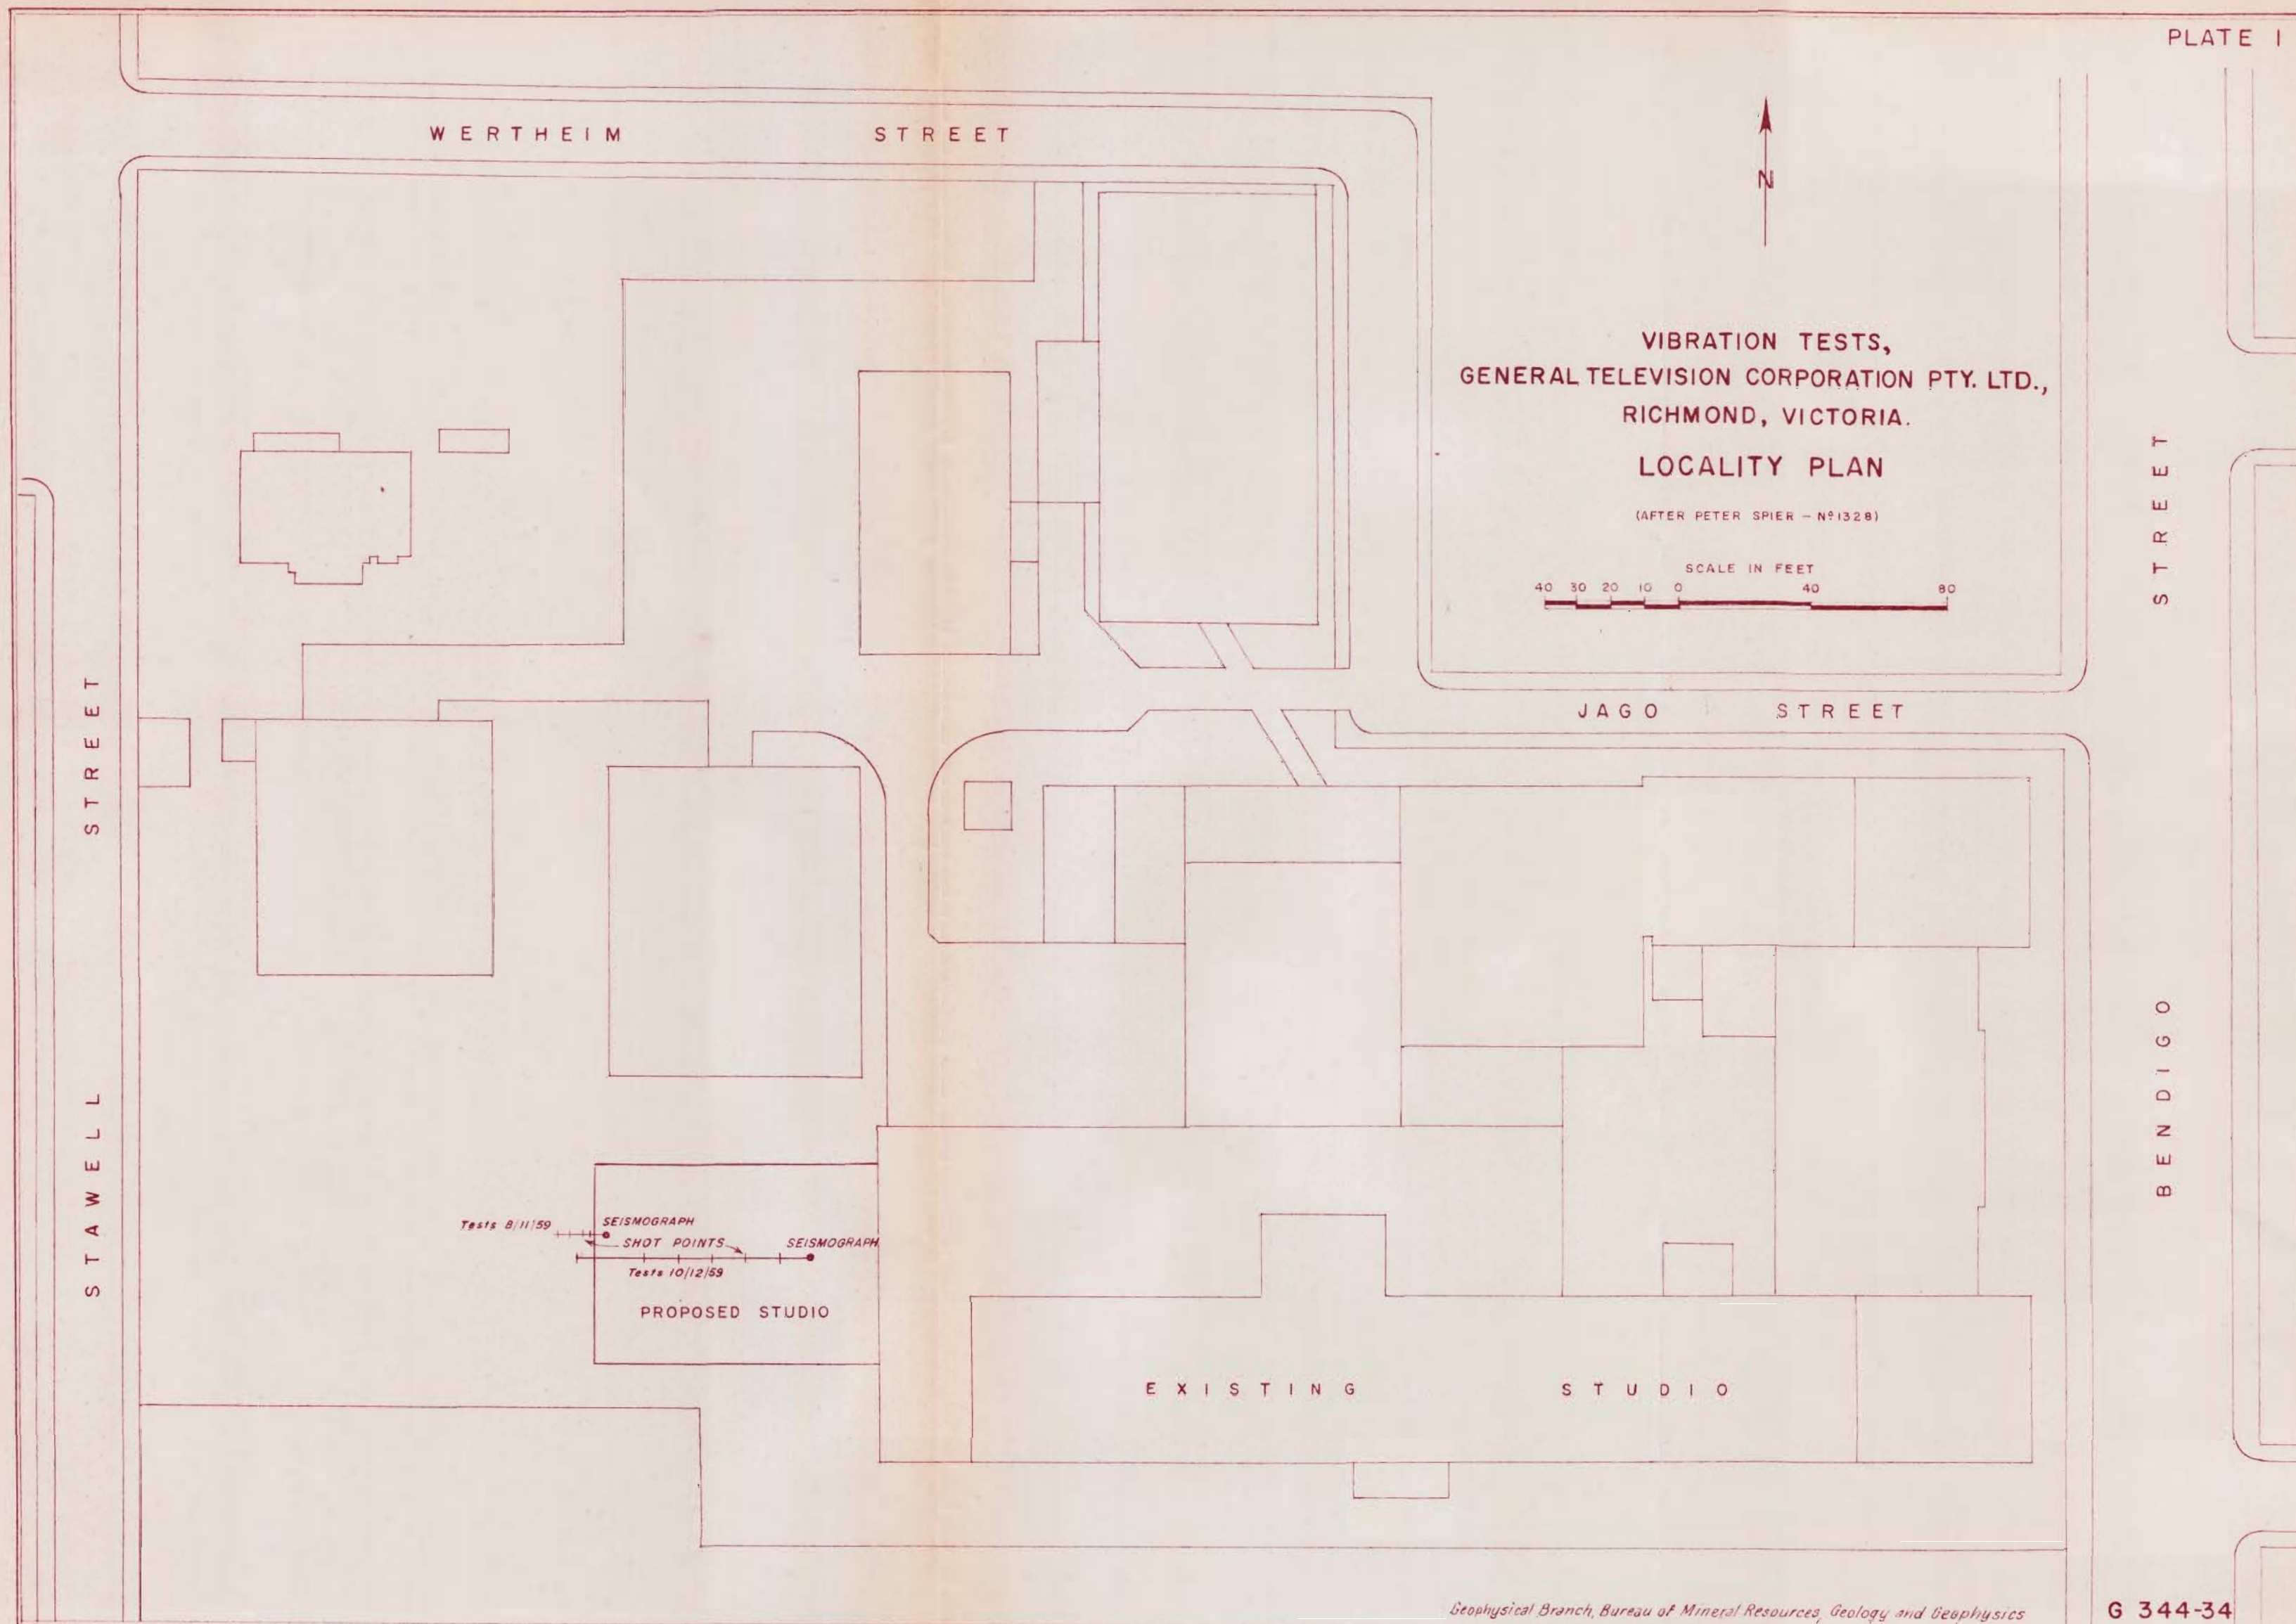 PLATE 1
WERTHEIM STREET
N
VIBRATION TESTS,
GENERAL TELEVISION CORPORATION PTY. LTD.,
RICHMOND, VICTORIA.
LOCALITY PLAN
(AFTER PETER SPIER – Nº 1328)
SCALE IN FEET
40 30 20 10 0 40 80
JAGO STREET
BENDIGO STREET
STAWELL STREET
Tests 8/11/59
SEISMOGRAPH
SHOT POINTS
SEISMOGRAPH
Tests 10/12/59
PROPOSED STUDIO
EXISTING STUDIO
Geophysical Branch, Bureau of Mineral Resources, Geology and Geophysics
G 344-34